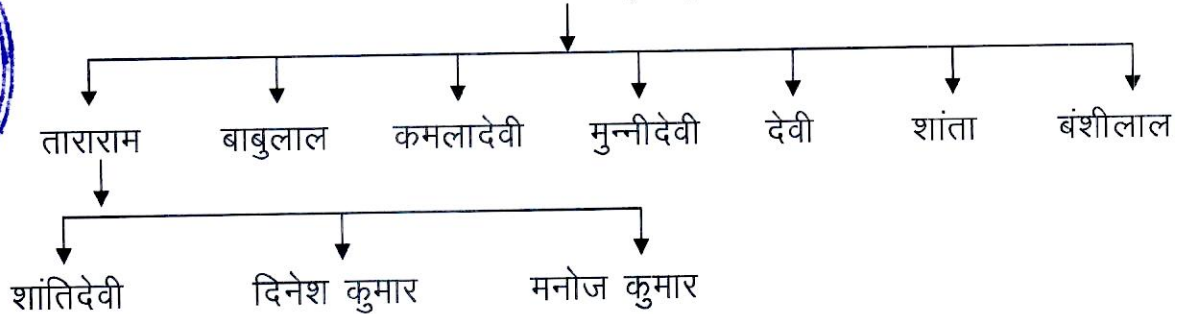 ताराराम बाबुलाल कमलादेवी मुन्नीदेवी देवी शांता बंशीलाल
शांतिदेवी दिनेश कुमार मनोज कुमार